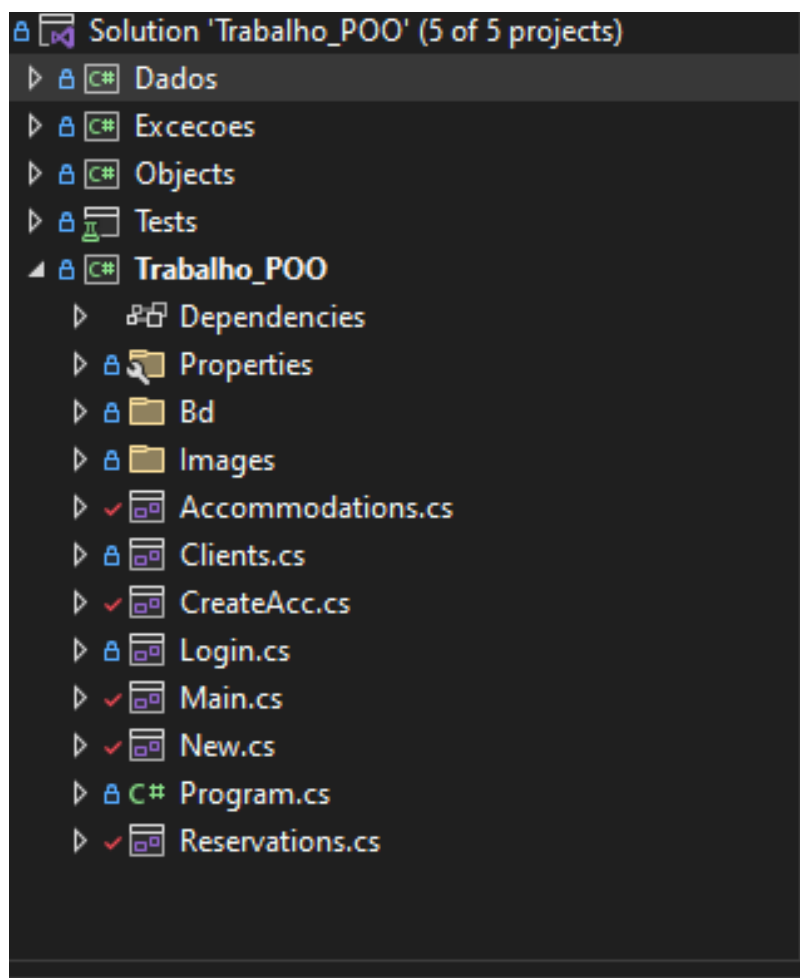 Solution 'Trabalho_POO' (5 of 5 projects)
C# Dados
C# Excecoes
C# Objects
Tests
C# Trabalho_POO
Dependencies
Properties
Bd
Images
Accommodations.cs
Clients.cs
CreateAcc.cs
Login.cs
Main.cs
New.cs
C# Program.cs
Reservations.cs